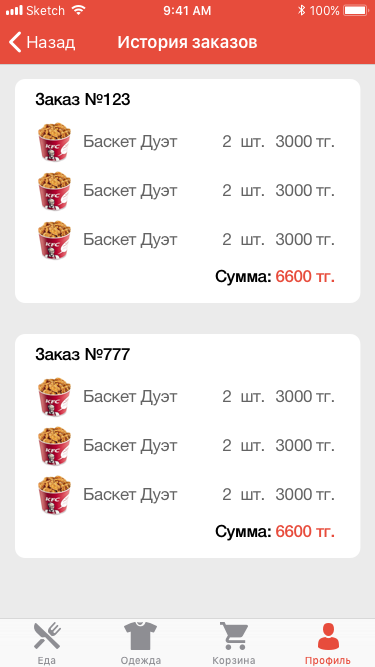 Sketch 9:41 AM 100%
Назад История заказов
Заказ №123
KFC Баскет Дуэт 2 шт. 3000 тг.
KFC Баскет Дуэт 2 шт. 3000 тг.
KFC Баскет Дуэт 2 шт. 3000 тг.
Сумма: 6600 тг.
Заказ №777
KFC Баскет Дуэт 2 шт. 3000 тг.
KFC Баскет Дуэт 2 шт. 3000 тг.
KFC Баскет Дуэт 2 шт. 3000 тг.
Сумма: 6600 тг.
Еда Одежда Корзина Профиль